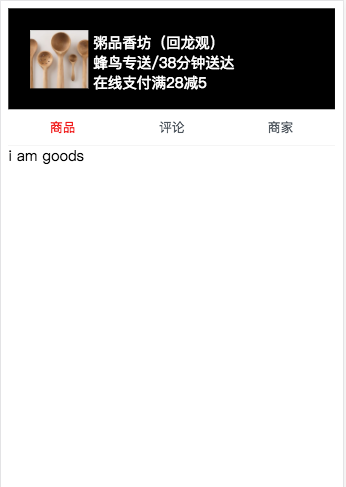 粥品香坊（回龙观）
蜂鸟专送/38分钟送达
在线支付满28减5
商品 评论 商家
i am goods